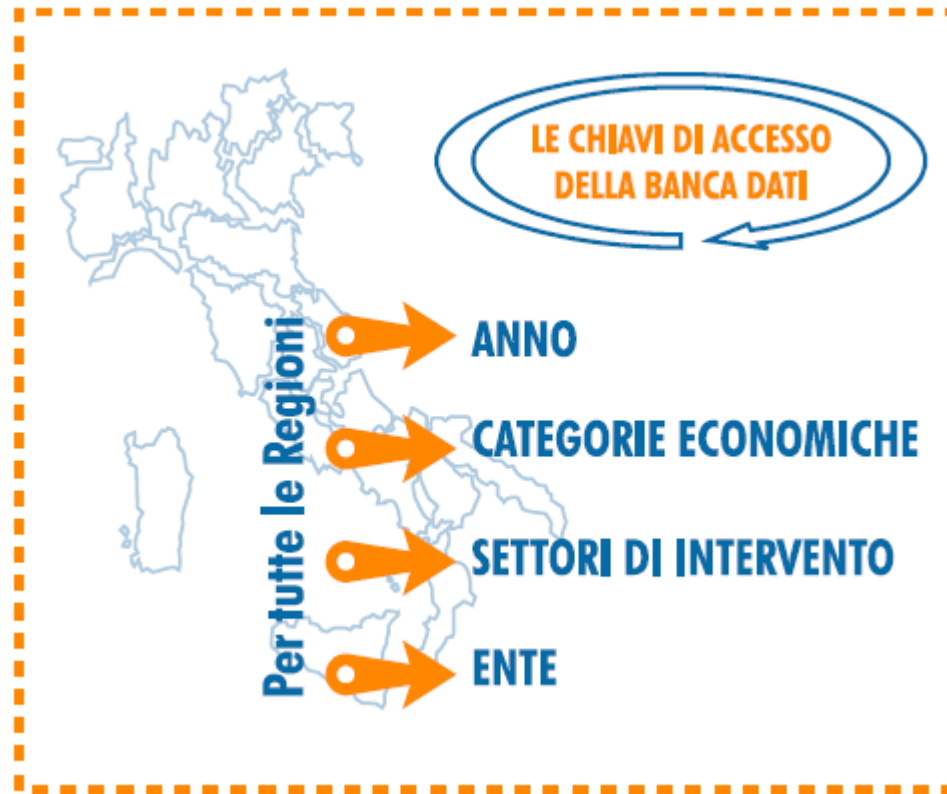 LE CHIAVI DI ACCESSO
DELLA BANCA DATI
Per tutte le Regioni
ANNO
CATEGORIE ECONOMICHE
SETTORI DI INTERVENTO
ENTE